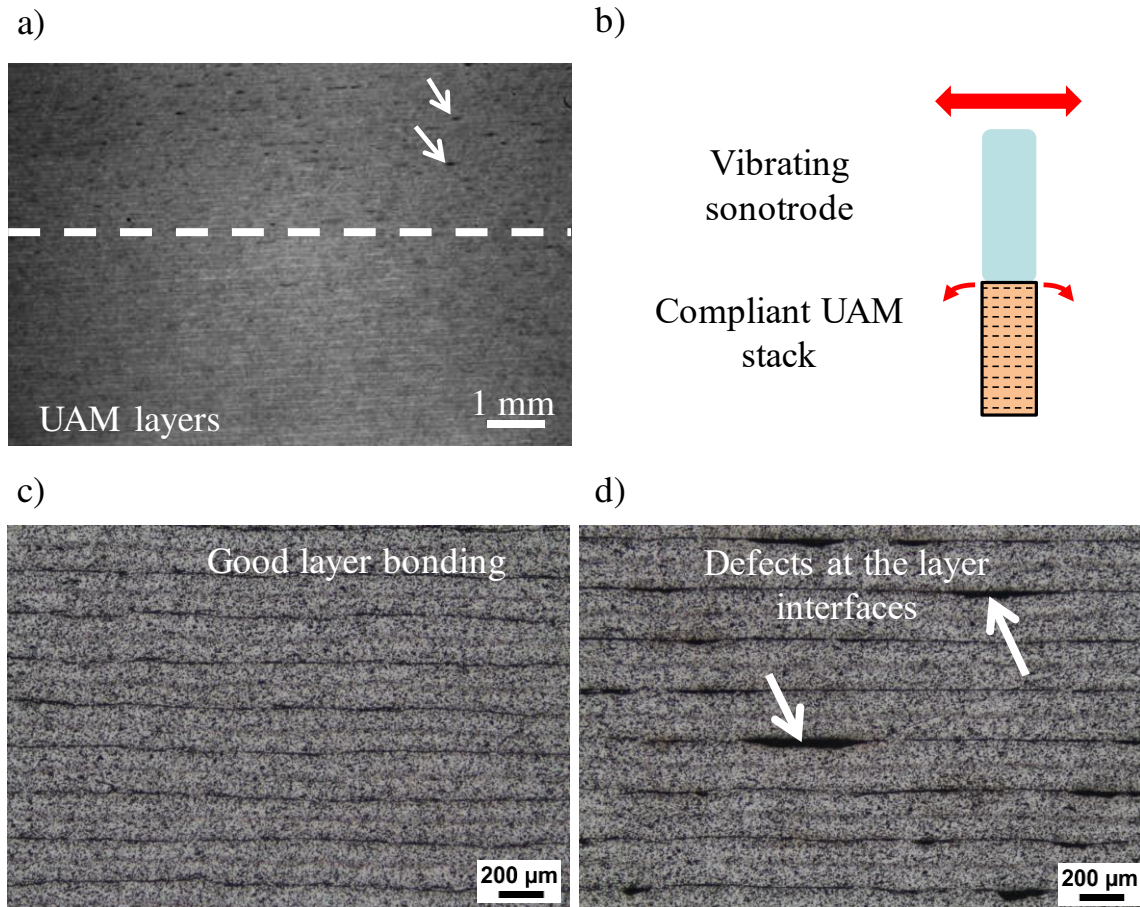 a)
b)
UAM layers
1 mm
Vibrating
sonotrode
Compliant UAM
stack
c)
d)
Good layer bonding
200 µm
Defects at the layer
interfaces
200 µm